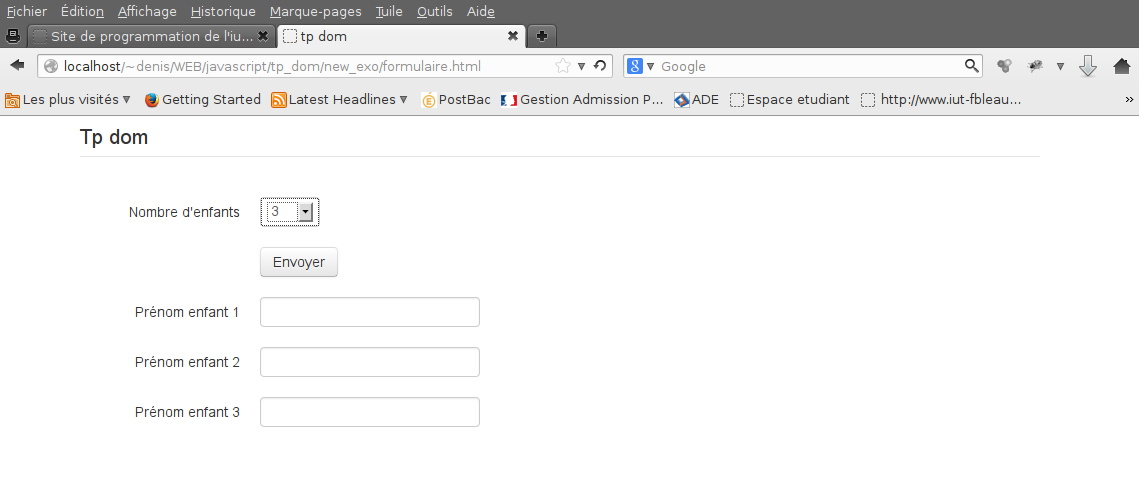 Fichier Édition Affichage Historique Marque-pages Tuile Outils Aide
Site de programmation de l'iu... tp dom
localhost/~denis/WEB/javascript/tp_dom/new_exo/formulaire.html Google
Les plus visités Getting Started Latest Headlines PostBac Gestion Admission P... ADE Espace etudiant http://www.iut-fbleau... »
Tp dom
Nombre d'enfants 3
Envoyer
Prénom enfant 1
Prénom enfant 2
Prénom enfant 3